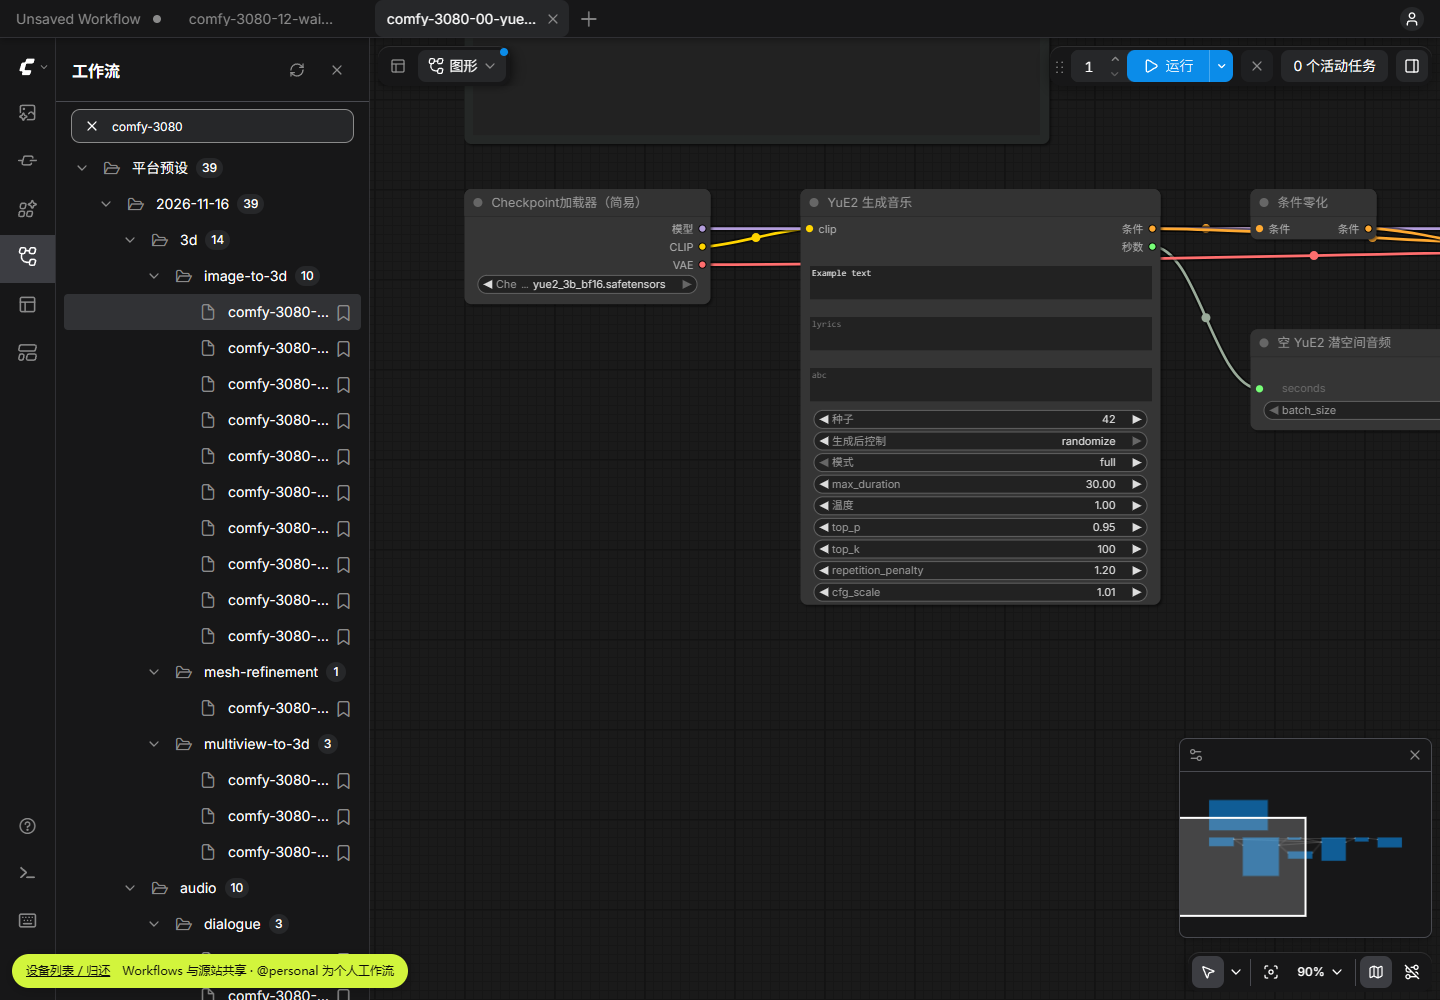 Unsaved Workflow
comfy-3080-12-wai...
comfy-3080-00-yue...
工作流
comfy-3080
平台预设 39
2026-11-16 39
3d 14
image-to-3d 10
comfy-3080-...
comfy-3080-...
comfy-3080-...
comfy-3080-...
comfy-3080-...
comfy-3080-...
comfy-3080-...
comfy-3080-...
comfy-3080-...
comfy-3080-...
mesh-refinement 1
comfy-3080-...
multiview-to-3d 3
comfy-3080-...
comfy-3080-...
comfy-3080-...
audio 10
dialogue 3
comfy-3080-...
设备列表 / 归还 Workflows 与源站共享 · @personal 为个人工作流
图形
1
运行
0 个活动任务
Checkpoint加载器（简易）
模型
CLIP
VAE
Che ... yue2_3b_bf16.safetensors
YuE2 生成音乐
clip
条件
秒数
Example text
lyrics
abc
种子 42
生成后控制 randomize
模式 full
max_duration 30.00
温度 1.00
top_p 0.95
top_k 100
repetition_penalty 1.20
cfg_scale 1.01
条件零化
条件 条件
空 YuE2 潜空间音频
seconds
batch_size
90%